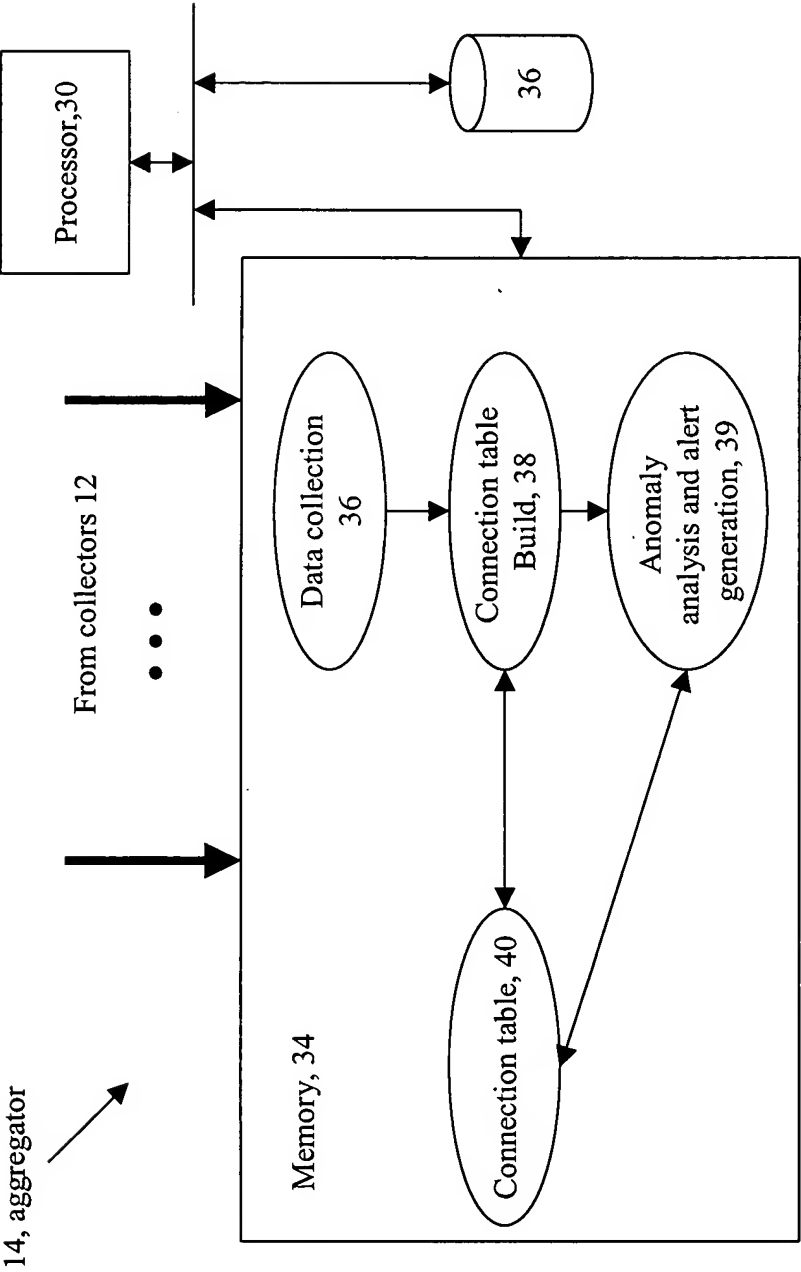 14, aggregator
From collectors 12
Processor,30
Memory, 34
36
Data collection
36
Connection table
Build, 38
Connection table, 40
Anomaly
analysis and alert
generation, 39